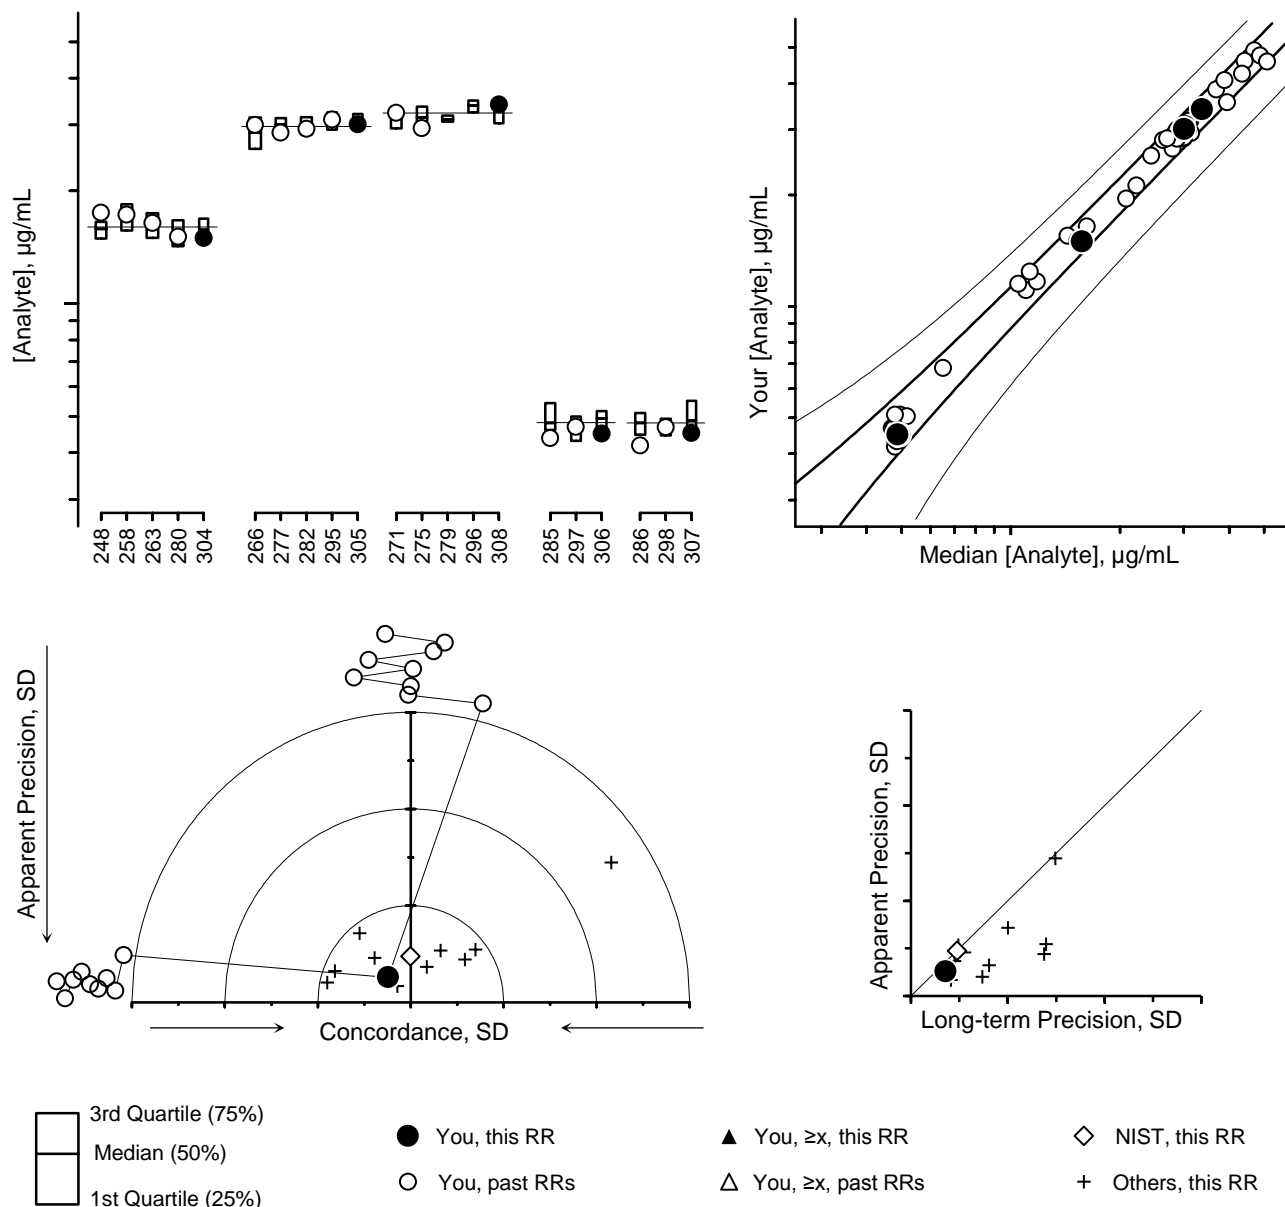 [Analyte], µg/mL
248 258 263 280 304 266 277 282 295 305 271 275 279 296 308 285 297 306 286 298 307
Your [Analyte], µg/mL
Median [Analyte], µg/mL
Apparent Precision, SD
Concordance, SD
Apparent Precision, SD
Long-term Precision, SD
3rd Quartile (75%)
Median (50%)
1st Quartile (25%)
You, this RR
You, past RRs
You, ≥x, this RR
You, ≥x, past RRs
NIST, this RR
Others, this RR